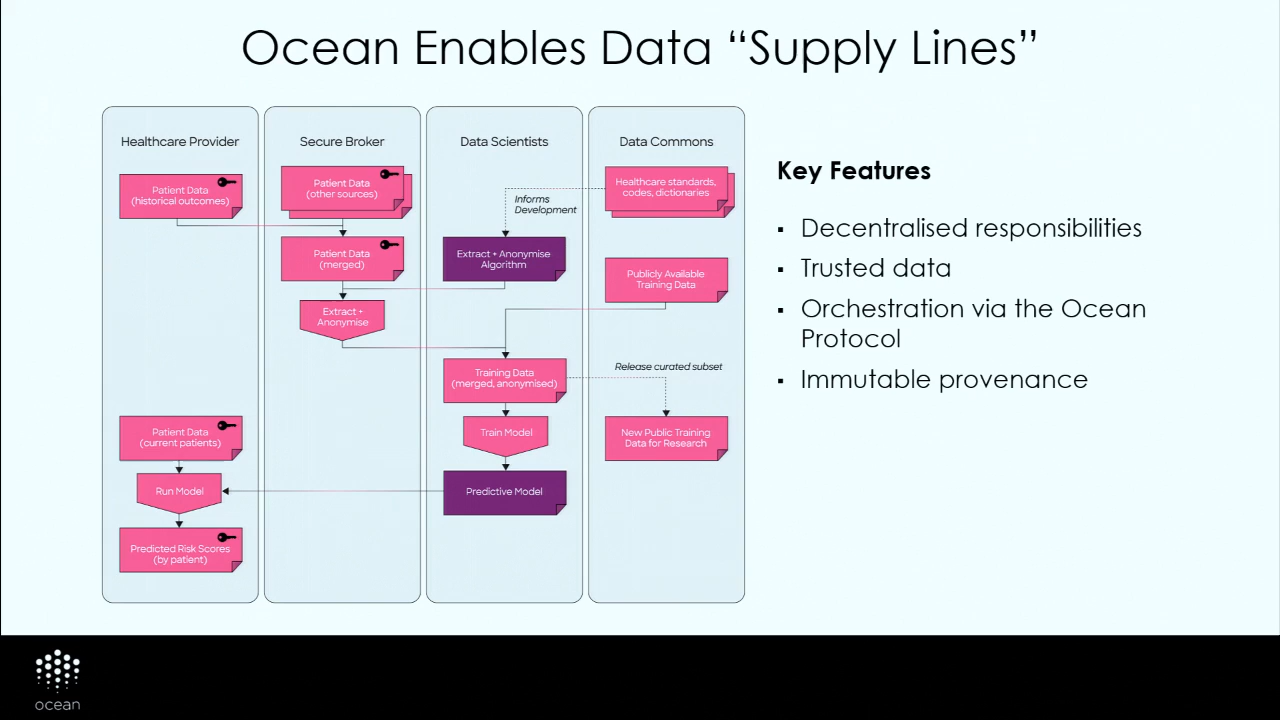 Ocean Enables Data “Supply Lines”
Healthcare Provider
Patient Data
(historical outcomes)
Patient Data
(current patients)
Run Model
Predicted Risk Scores
(by patient)
Secure Broker
Patient Data
(other sources)
Patient Data
(merged)
Extract +
Anonymise
Data Scientists
Informs
Development
Extract + Anonymise
Algorithm
Training Data
(merged, anonymised)
Train Model
Predictive Model
Data Commons
Healthcare standards,
codes, dictionaries
Publicly Available
Training Data
Release curated subset
New Public Training
Data for Research
Key Features
▪ Decentralised responsibilities
▪ Trusted data
▪ Orchestration via the Ocean
Protocol
▪ Immutable provenance
ocean